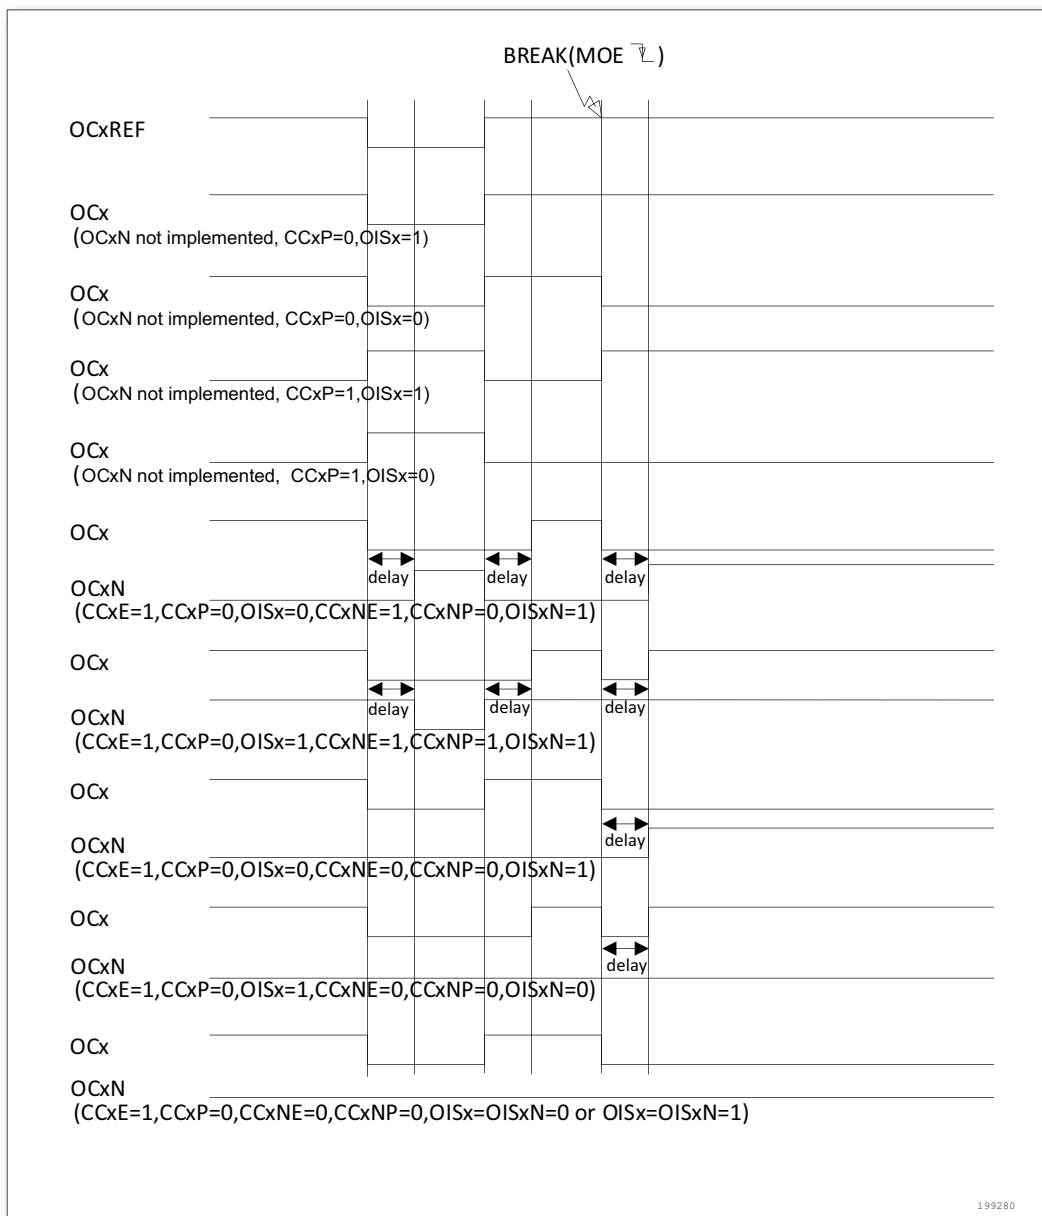 BREAK(MOE )
OCxREF
OCx
(OCxN not implemented, CCxP=0,OISx=1)
OCx
(OCxN not implemented, CCxP=0,OISx=0)
OCx
(OCxN not implemented, CCxP=1,OISx=1)
OCx
(OCxN not implemented, CCxP=1,OISx=0)
OCx
delay delay delay
OCxN
(CCxE=1,CCxP=0,OISx=0,CCxNE=1,CCxNP=0,OISxN=1)
OCx
delay delay delay
OCxN
(CCxE=1,CCxP=0,OISx=1,CCxNE=1,CCxNP=1,OISxN=1)
OCx
delay
OCxN
(CCxE=1,CCxP=0,OISx=0,CCxNE=0,CCxNP=0,OISxN=1)
OCx
delay
OCxN
(CCxE=1,CCxP=0,OISx=1,CCxNE=0,CCxNP=0,OISxN=0)
OCx
OCxN
(CCxE=1,CCxP=0,CCxNE=0,CCxNP=0,OISx=OISxN=0 or OISx=OISxN=1)
199280